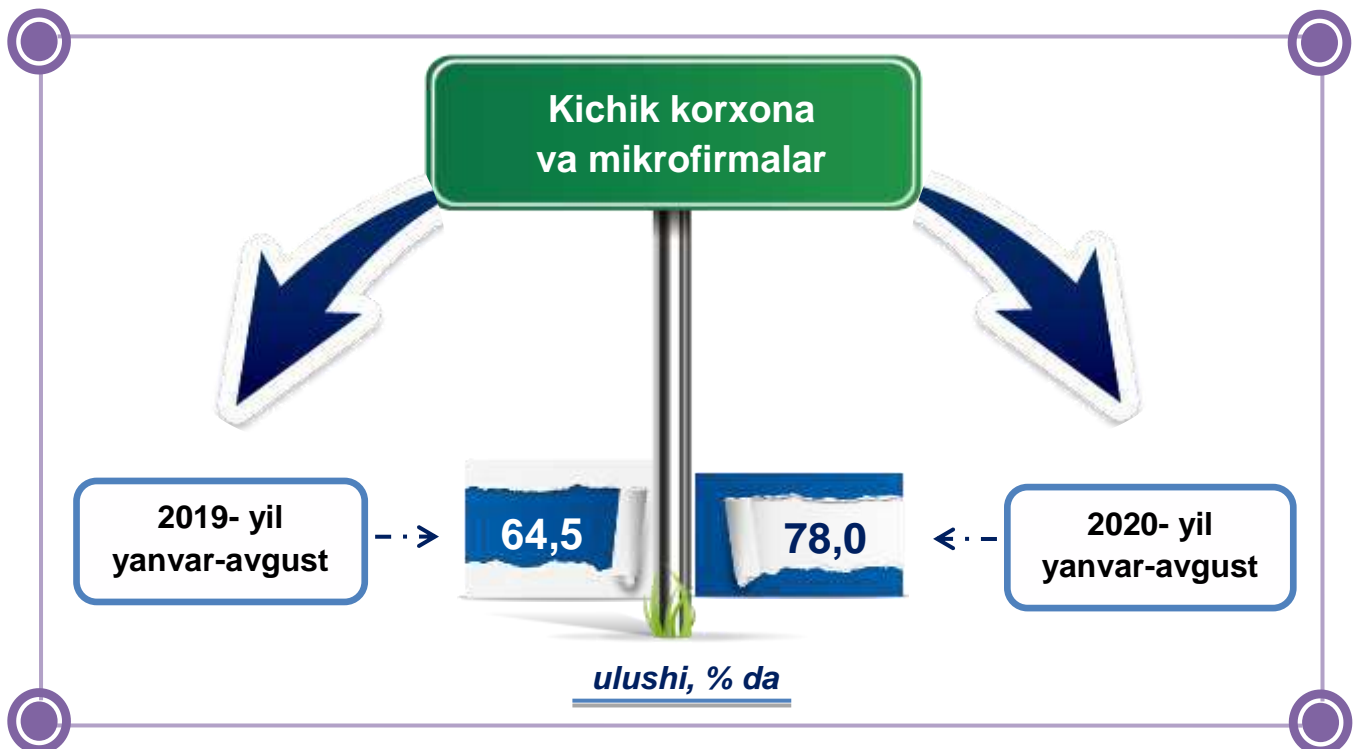 Kichik korxona
va mikrofirmalar
2019- yil
yanvar-avgust
64,5
78,0
2020- yil
yanvar-avgust
ulushi, % da